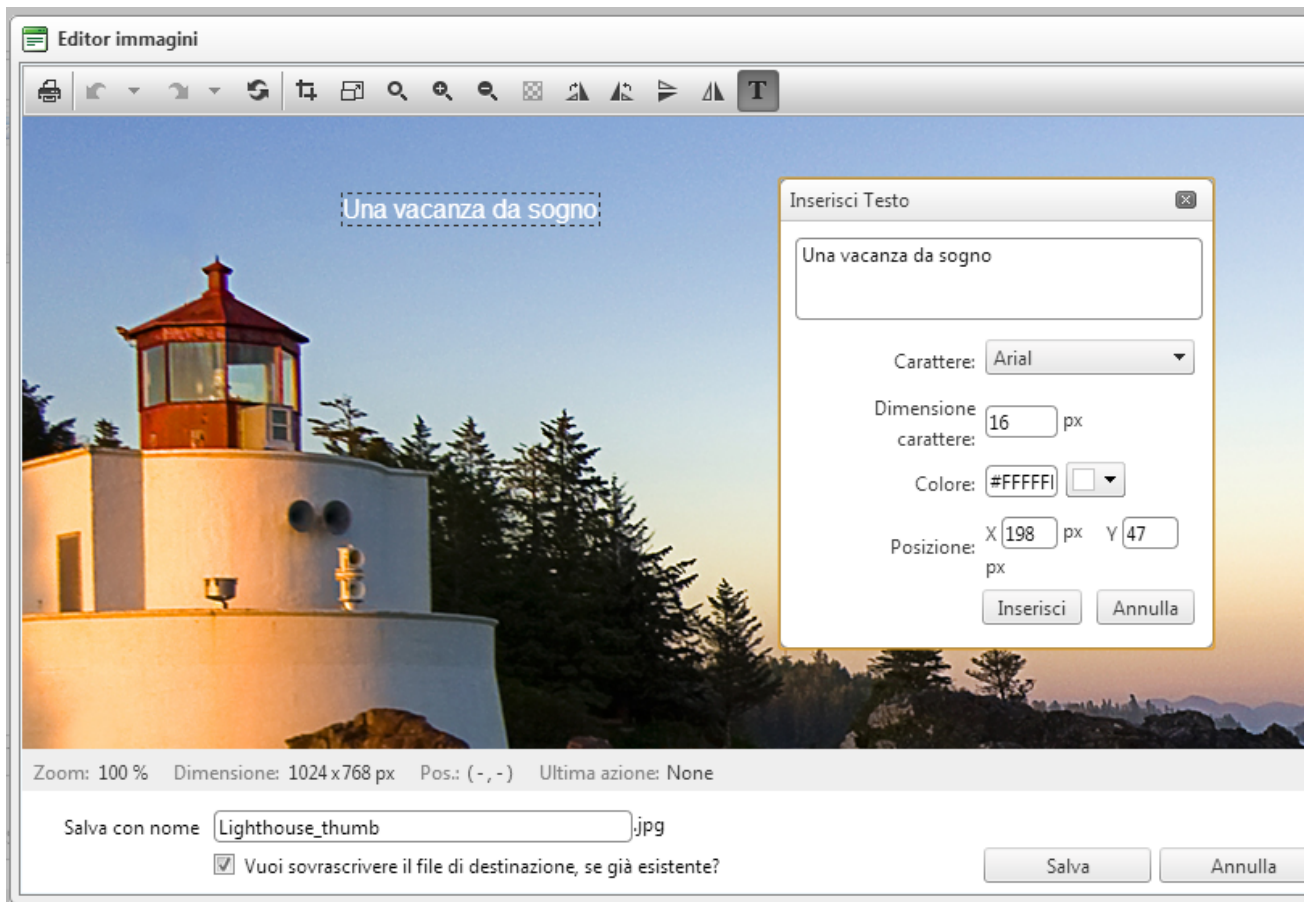 Editor immagini
T
Una vacanza da sogno
Inserisci Testo
Una vacanza da sogno
Carattere: Arial
Dimensione
carattere: 16 px
Colore: #FFFFF
Posizione: X 198 px Y 47
px
Inserisci Annulla
Zoom: 100 % Dimensione: 1024 x 768 px Pos.: ( - , - ) Ultima azione: None
Salva con nome Lighthouse_thumb .jpg
Vuoi sovrascrivere il file di destinazione, se già esistente?
Salva Annulla